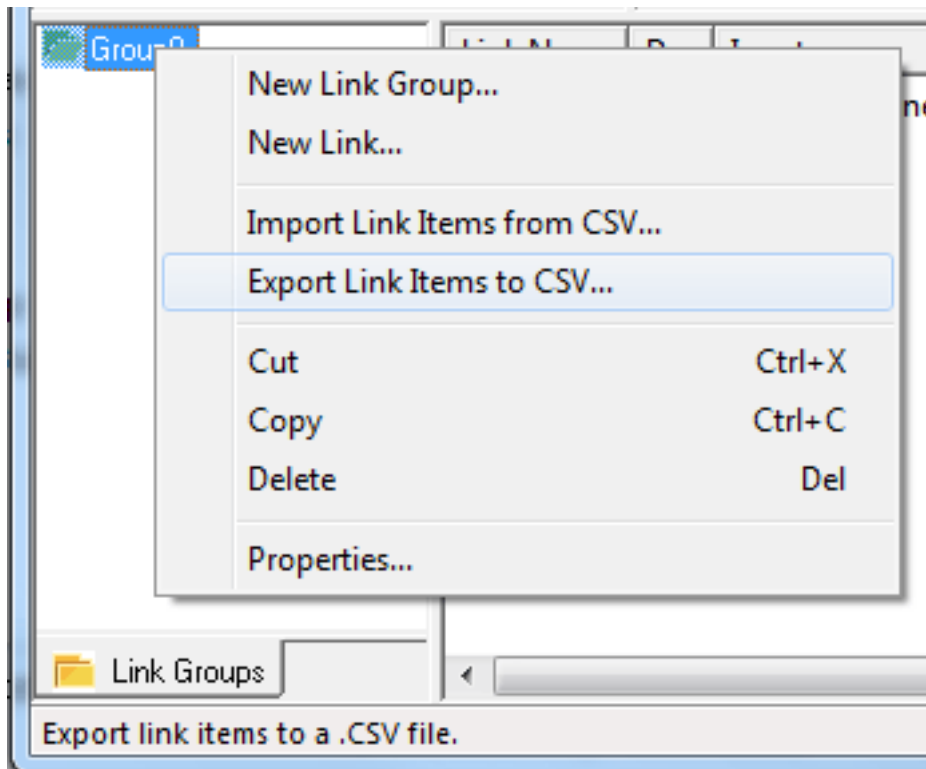 New Link Group...
New Link...
Import Link Items from CSV...
Export Link Items to CSV...
Cut Ctrl+X
Copy Ctrl+C
Delete Del
Properties...
Link Groups
Export link items to a .CSV file.